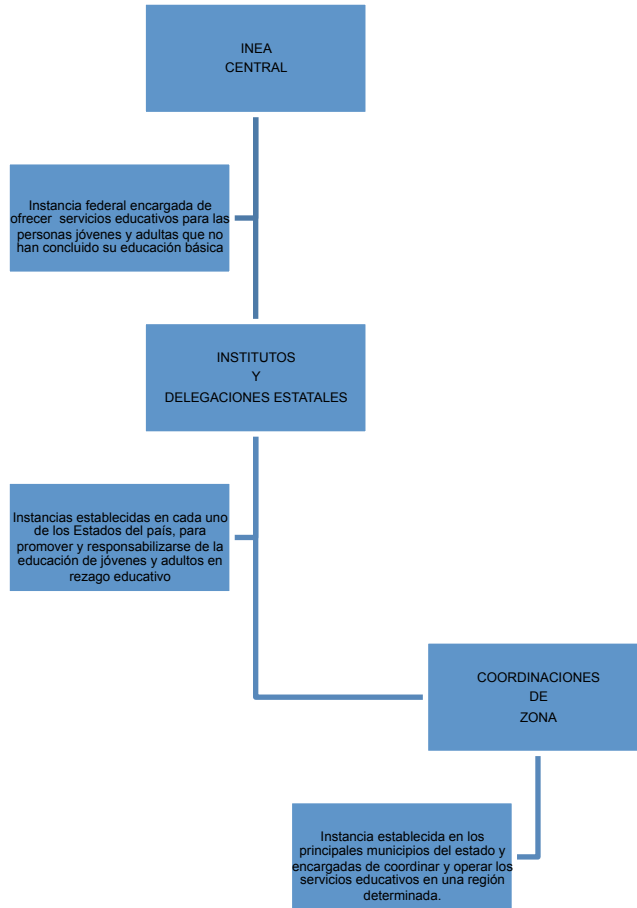 INEA
CENTRAL
Instancia federal encargada de
ofrecer servicios educativos para las
personas jóvenes y adultas que no
han concluido su educación básica
INSTITUTOS
Y
DELEGACIONES ESTATALES
Instancias establecidas en cada uno
de los Estados del país, para
promover y responsabilizarse de la
educación de jóvenes y adultos en
rezago educativo
COORDINACIONES
DE
ZONA
Instancia establecida en los
principales municipios del estado y
encargadas de coordinar y operar los
servicios educativos en una región
determinada.